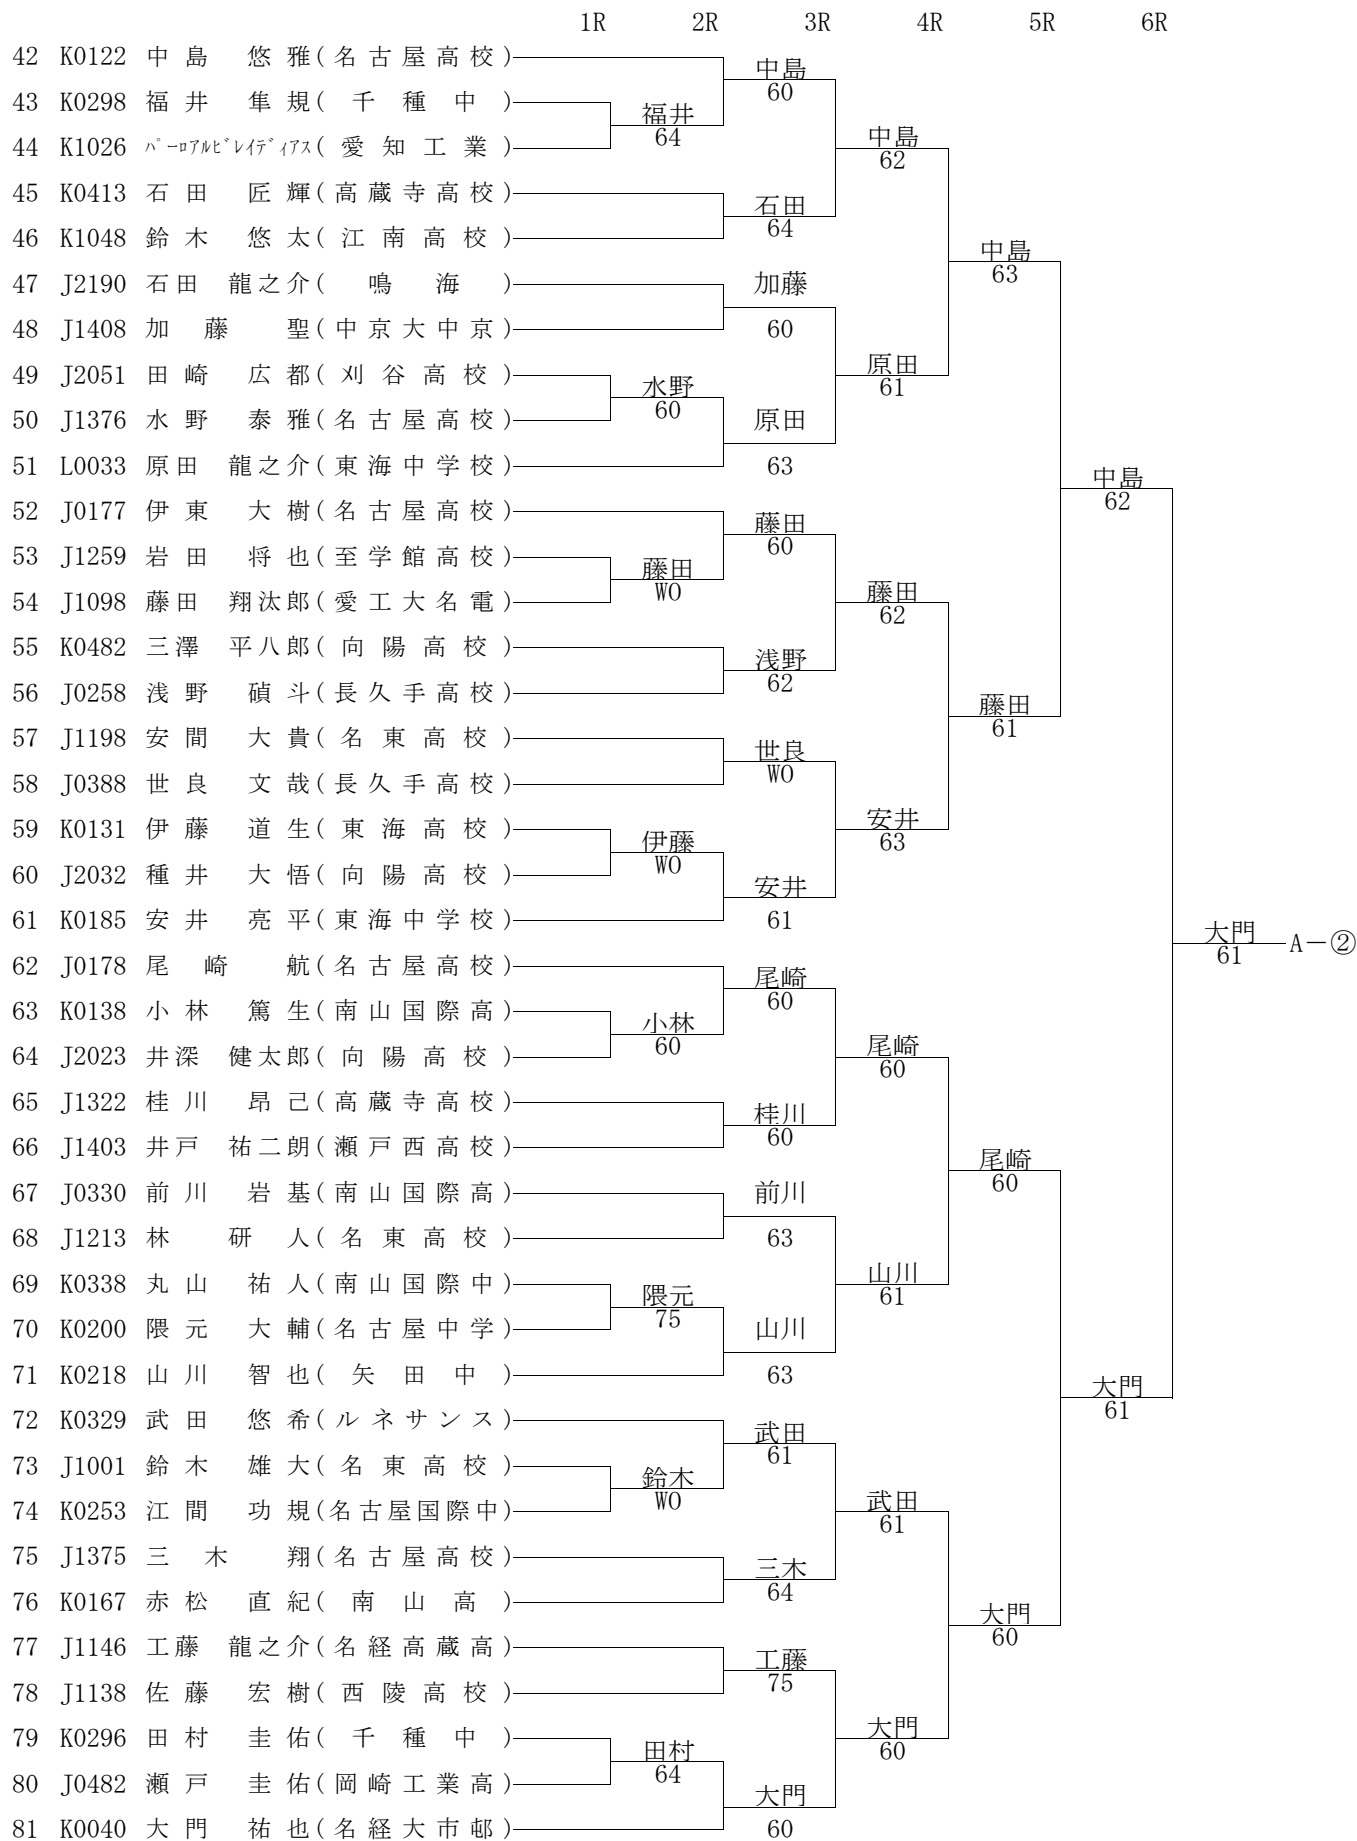 1R 2R 3R 4R 5R 6R
42 K0122 中島 悠雅(名古屋高校)
中島
60
43 K0298 福井 隼規(千種中)
福井
64
44 K1026 パーロアルビレイディアス(愛知工業)
中島
62
45 K0413 石田 匠輝(高蔵寺高校)
石田
64
46 K1048 鈴木 悠太(江南高校)
中島
63
47 J2190 石田 龍之介(鳴海)
加藤
48 J1408 加藤 聖(中京大中京)
60
49 J2051 田崎 広都(刈谷高校)
原田
61
水野
60
50 J1376 水野 泰雅(名古屋高校)
原田
51 L0033 原田 龍之介(東海中学校)
63
中島
62
52 J0177 伊東 大樹(名古屋高校)
藤田
60
53 J1259 岩田 将也(至学館高校)
藤田
WO
54 J1098 藤田 翔汰郎(愛工大名電)
藤田
62
55 K0482 三澤 平八郎(向陽高校)
浅野
62
56 J0258 浅野 碩斗(長久手高校)
藤田
61
57 J1198 安間 大貴(名東高校)
世良
WO
58 J0388 世良 文哉(長久手高校)
59 K0131 伊藤 道生(東海高校)
安井
63
伊藤
WO
60 J2032 種井 大悟(向陽高校)
安井
61
61 K0185 安井 亮平(東海中学校)
大門
61
A－②
62 J0178 尾崎 航(名古屋高校)
尾崎
60
63 K0138 小林 篤生(南山国際高)
小林
60
64 J2023 井深 健太郎(向陽高校)
尾崎
60
65 J1322 桂川 昂己(高蔵寺高校)
桂川
60
66 J1403 井戸 祐二朗(瀬戸西高校)
尾崎
60
67 J0330 前川 岩基(南山国際高)
前川
68 J1213 林 研人(名東高校)
63
69 K0338 丸山 祐人(南山国際中)
山川
61
隈元
75
70 K0200 隈元 大輔(名古屋中学)
山川
71 K0218 山川 智也(矢田中)
63
大門
61
72 K0329 武田 悠希(ルネサンス)
武田
61
73 J1001 鈴木 雄大(名東高校)
鈴木
WO
74 K0253 江間 功規(名古屋国際中)
武田
61
75 J1375 三木 翔(名古屋高校)
三木
64
76 K0167 赤松 直紀(南山高)
大門
60
77 J1146 工藤 龍之介(名経高蔵高)
工藤
75
78 J1138 佐藤 宏樹(西陵高校)
79 K0296 田村 圭佑(千種中)
大門
60
田村
64
80 J0482 瀬戸 圭佑(岡崎工業高)
大門
60
81 K0040 大門 祐也(名経大市邨)